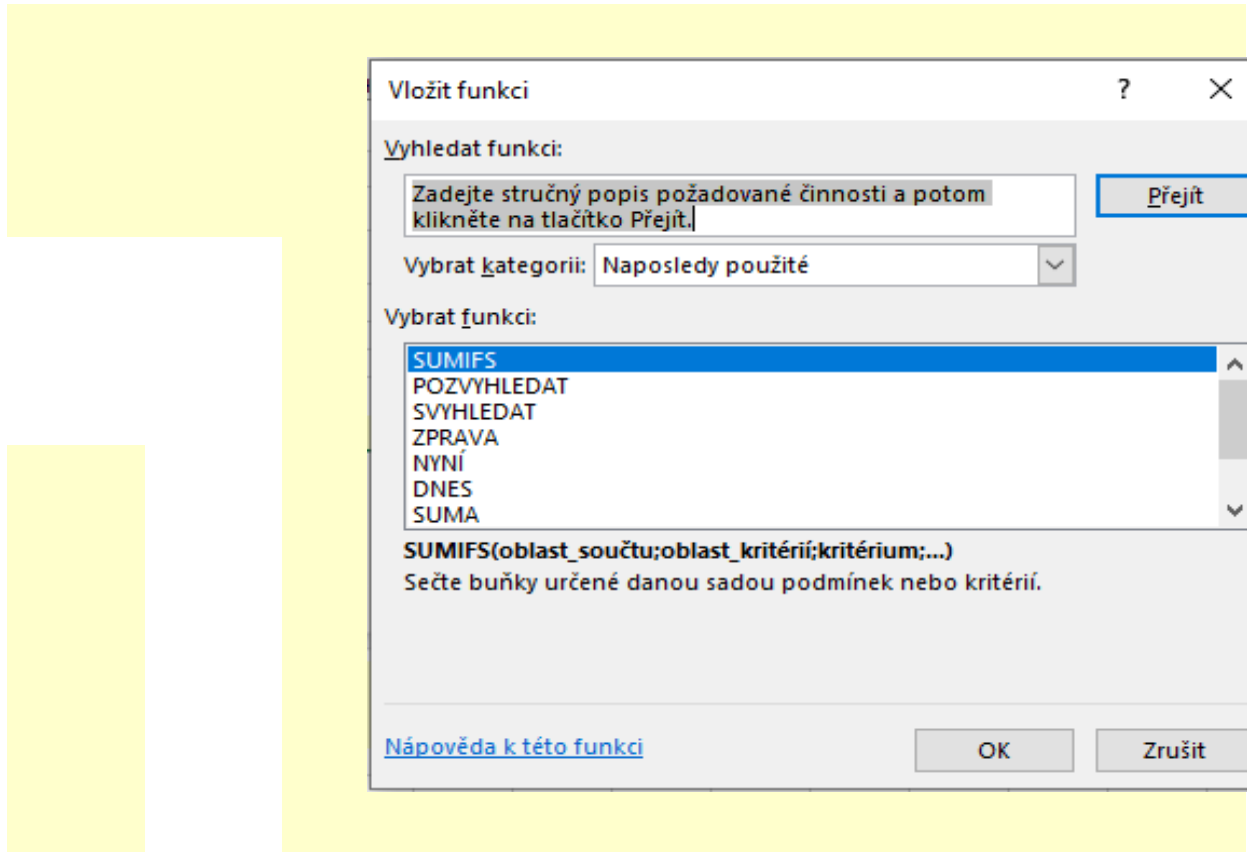 Vložit funkci
?
Vyhledat funkci:
Zadejte stručný popis požadované činnosti a potom
klikněte na tlačítko Přejít.
Přejít
Vybrat kategorii: Naposledy použité
Vybrat funkci:
SUMIFS
POZVYHLEDAT
SVYHLEDAT
ZPRAVA
NYNÍ
DNES
SUMA
SUMIFS(oblast_součtu;oblast_kritérií;kritérium;...)
Sečte buňky určené danou sadou podmínek nebo kritérií.
Nápověda k této funkci
OK
Zrušit